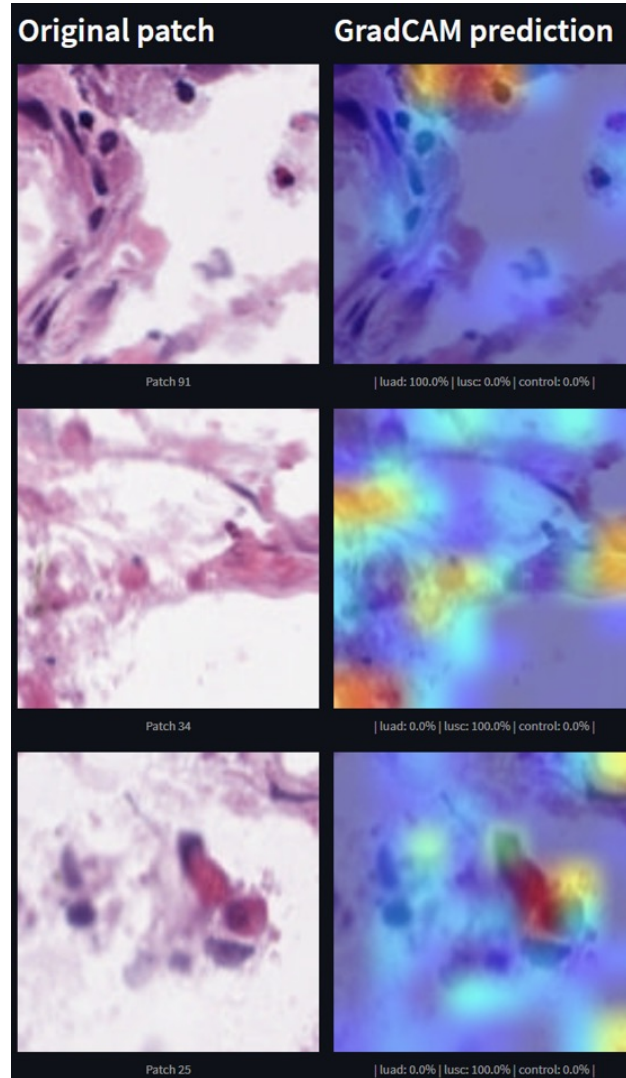 Original patch GradCAM prediction
Patch 91 | luad: 100.0% | lusc: 0.0% | control: 0.0% |
Patch 34 | luad: 0.0% | lusc: 100.0% | control: 0.0% |
Patch 25 | luad: 0.0% | lusc: 100.0% | control: 0.0% |